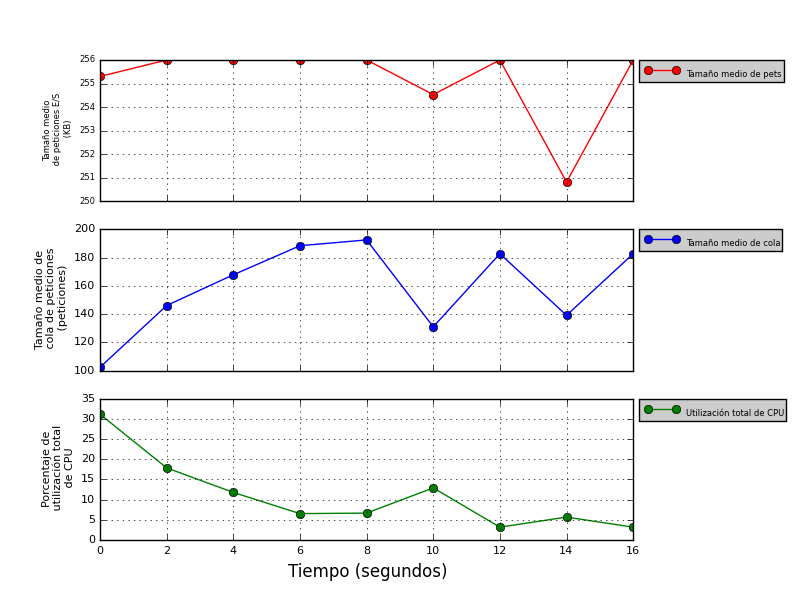 256
255
254
253
252
251
250
Tamaño medio
de peticiones E/S
(KB)
Tamaño medio de pets
200
180
160
140
120
100
Tamaño medio de
cola de peticiones
(peticiones)
Tamaño medio de cola
35
30
25
20
15
10
5
0
Porcentaje de
utilización total
de CPU
Utilización total de CPU
0 2 4 6 8 10 12 14 16
Tiempo (segundos)